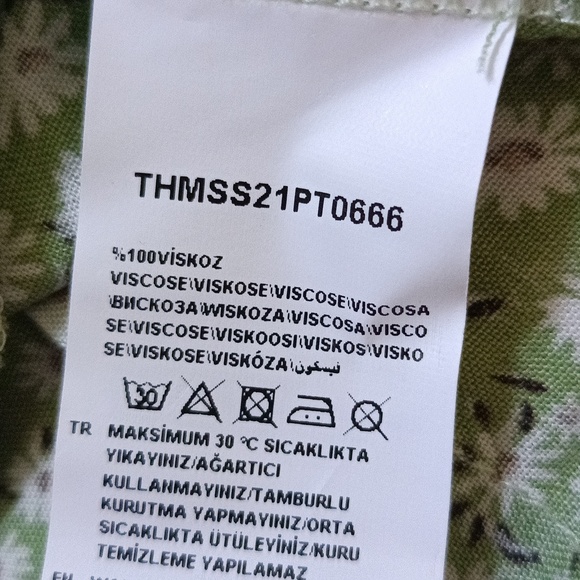 THMSS21PT0666
%100VİSKOZ
VISCOSE\VISKOSE\VISCOSE\VISCOSA
\ВИСКОЗА\WISKOZA\VISCOSA\VISCO
SE\VISCOSE\VISKOOSI\VISKOS\VISKO
SE\VISKOSE\VISKÓZA\فيسكون
30
TR MAKSİMUM 30 °C SICAKLIKTA
YIKAYINIZ/AĞARTICI
KULLANMAYINIZ/TAMBURLU
KURUTMA YAPMAYINIZ/ORTA
SICAKLIKTA ÜTÜLEYİNİZ/KURU
TEMİZLEME YAPILAMAZ
EN